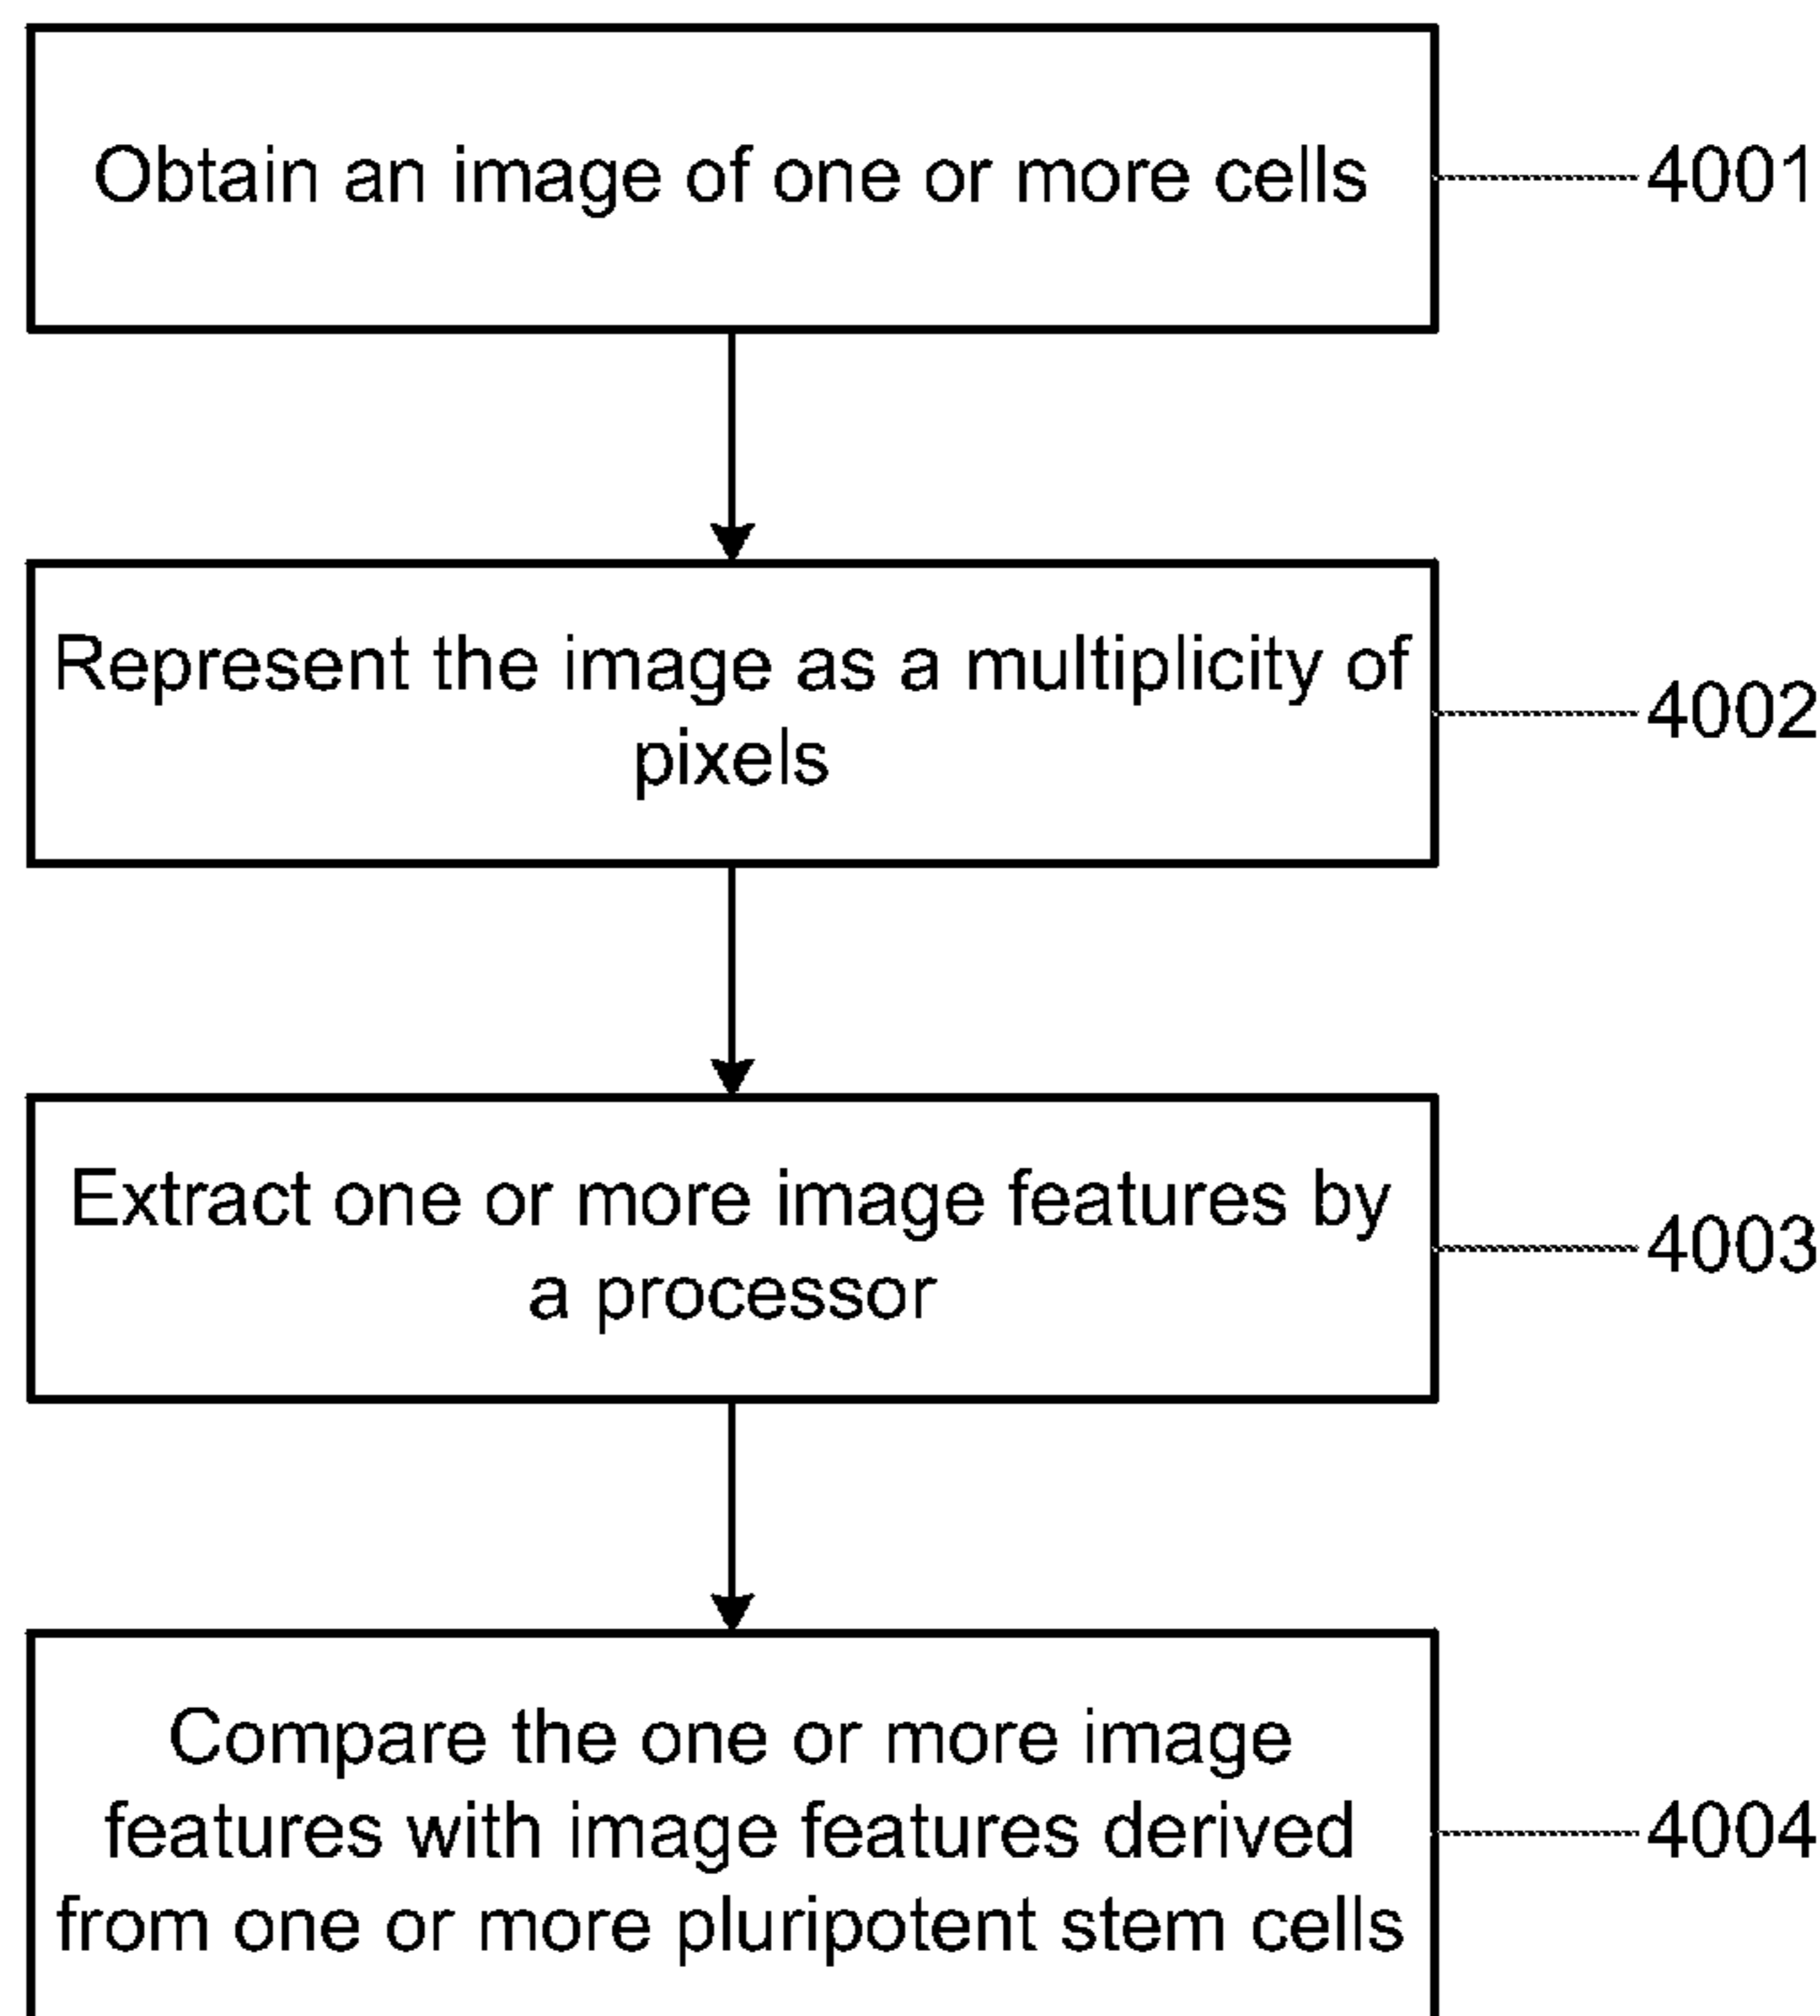 Obtain an image of one or more cells
4001
Represent the image as a multiplicity of
pixels
4002
Extract one or more image features by
a processor
4003
Compare the one or more image
features with image features derived
from one or more pluripotent stem cells
4004